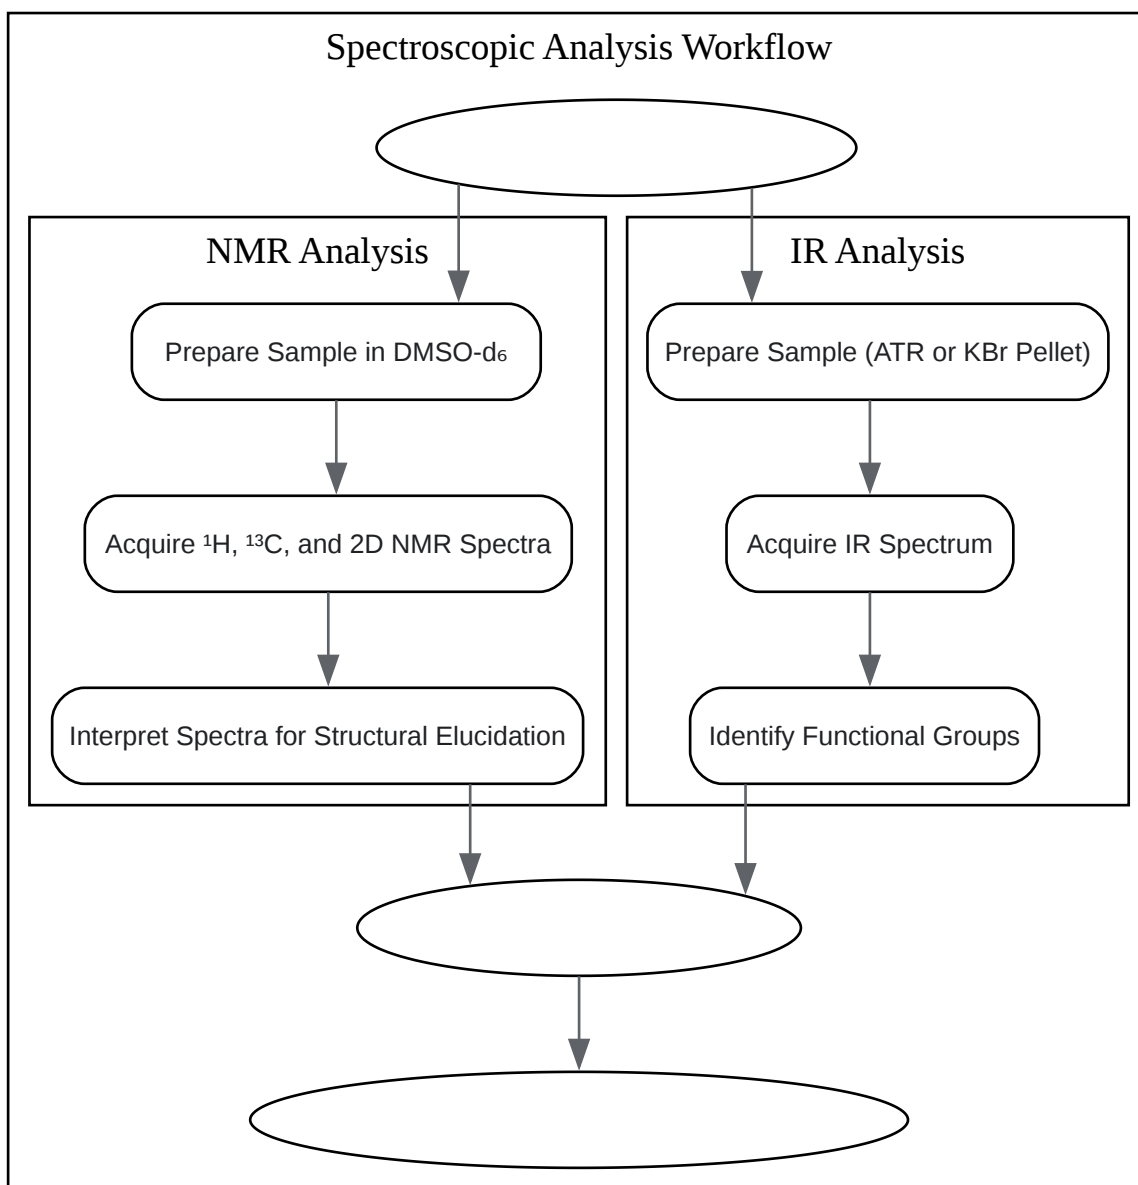 Spectroscopic Analysis Workflow
NMR Analysis
Prepare Sample in DMSO-d₆
Acquire ¹H, ¹³C, and 2D NMR Spectra
Interpret Spectra for Structural Elucidation
IR Analysis
Prepare Sample (ATR or KBr Pellet)
Acquire IR Spectrum
Identify Functional Groups